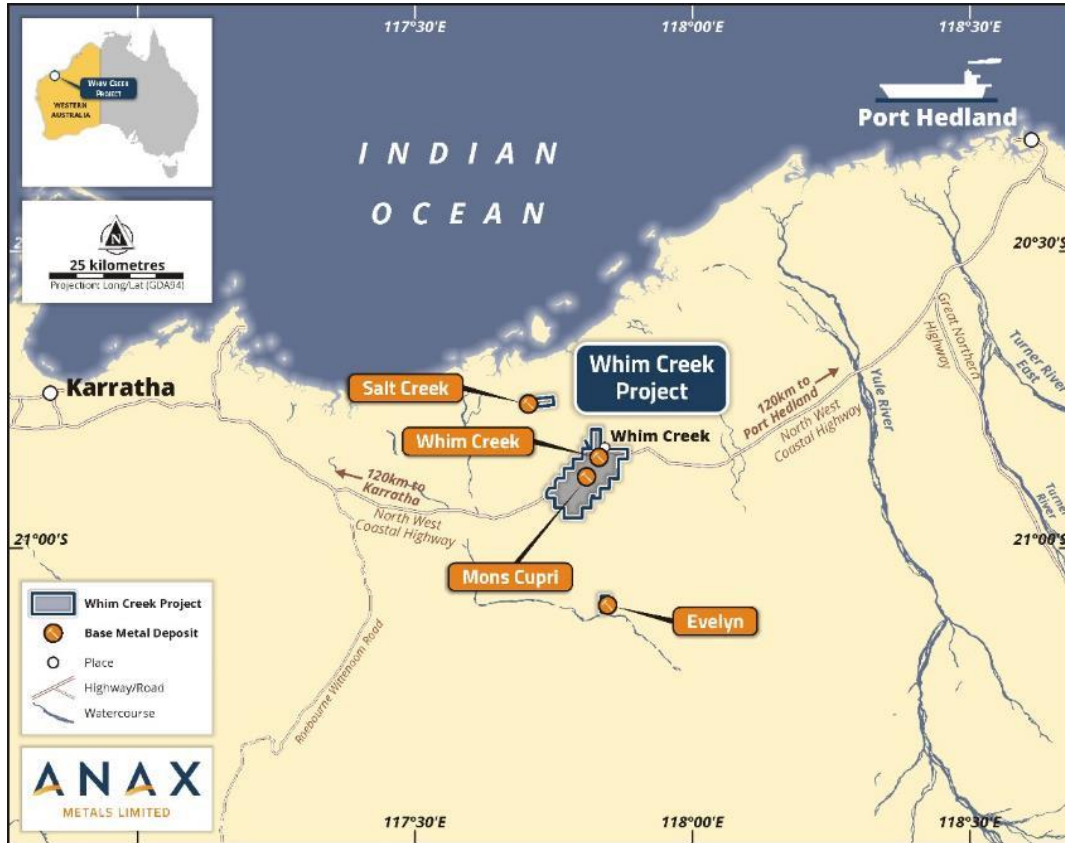 117°30'E
118°00'E
118°30'E
WHIM CREEK
PROJECT
WESTERN
AUSTRALIA
N
25 kilometres
Projection: Long/Lat (GDA94)
INDIAN
OCEAN
Port Hedland
20°30'S
Karratha
Salt Creek
Whim Creek
Whim Creek
Project
Whim Creek
Mons Cupri
Evelyn
120km to
Karratha
North West
Coastal Highway
120km to
Port Hedland
North West
Coastal Highway
Yule River
Great Northern
Highway
Turner River
East
Turner
River
Roebourne Wittenoom Road
21°00'S
21°00'S
Whim Creek Project
Base Metal Deposit
Place
Highway/Road
Watercourse
ANAX
METALS LIMITED
117°30'E
118°00'E
118°30'E